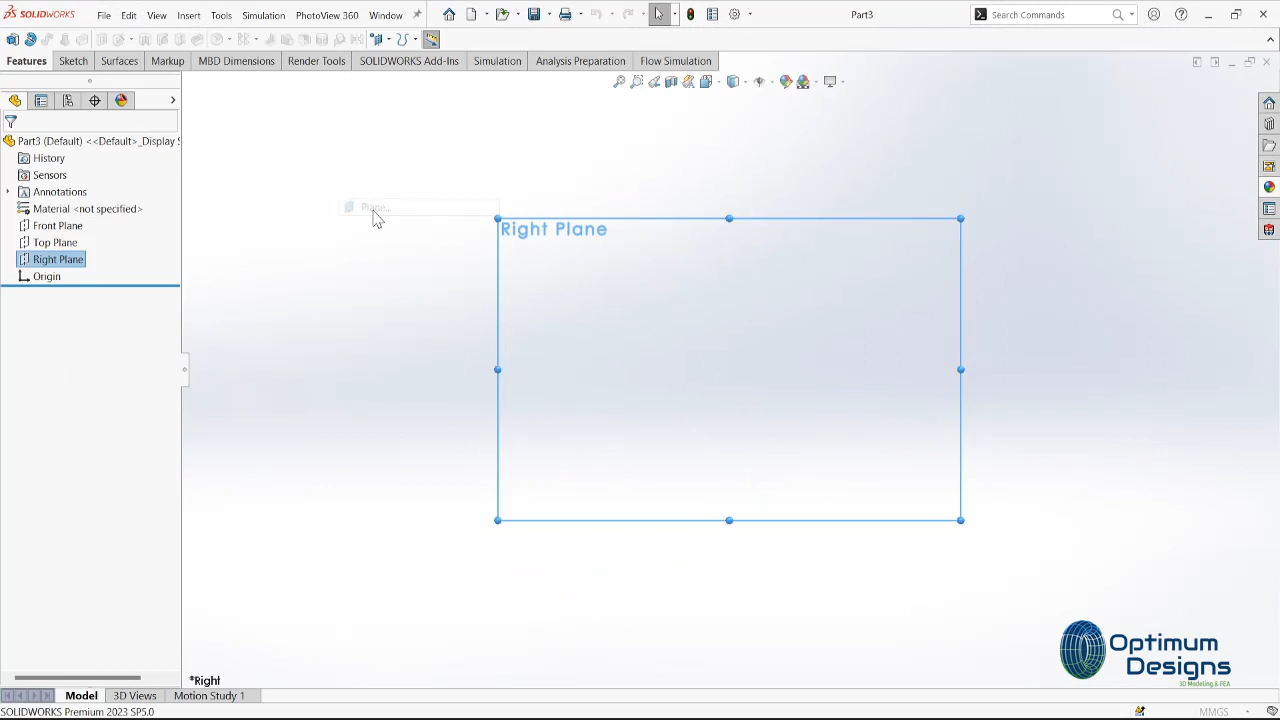 SOLIDWORKS File Edit View Insert Tools Simulation PhotoView 360 Window Part3 Search Commands
Features Sketch Surfaces Markup MBD Dimensions Render Tools SOLIDWORKS Add-Ins Simulation Analysis Preparation Flow Simulation
Part3 (Default) <<Default>_Display S
History
Sensors
Annotations
Material <not specified>
Front Plane
Top Plane
Right Plane
Origin
Plane...
Right Plane
Optimum
Designs
3D Modeling & FEA
*Right
Model 3D Views Motion Study 1
SOLIDWORKS Premium 2023 SP5.0 MMGS